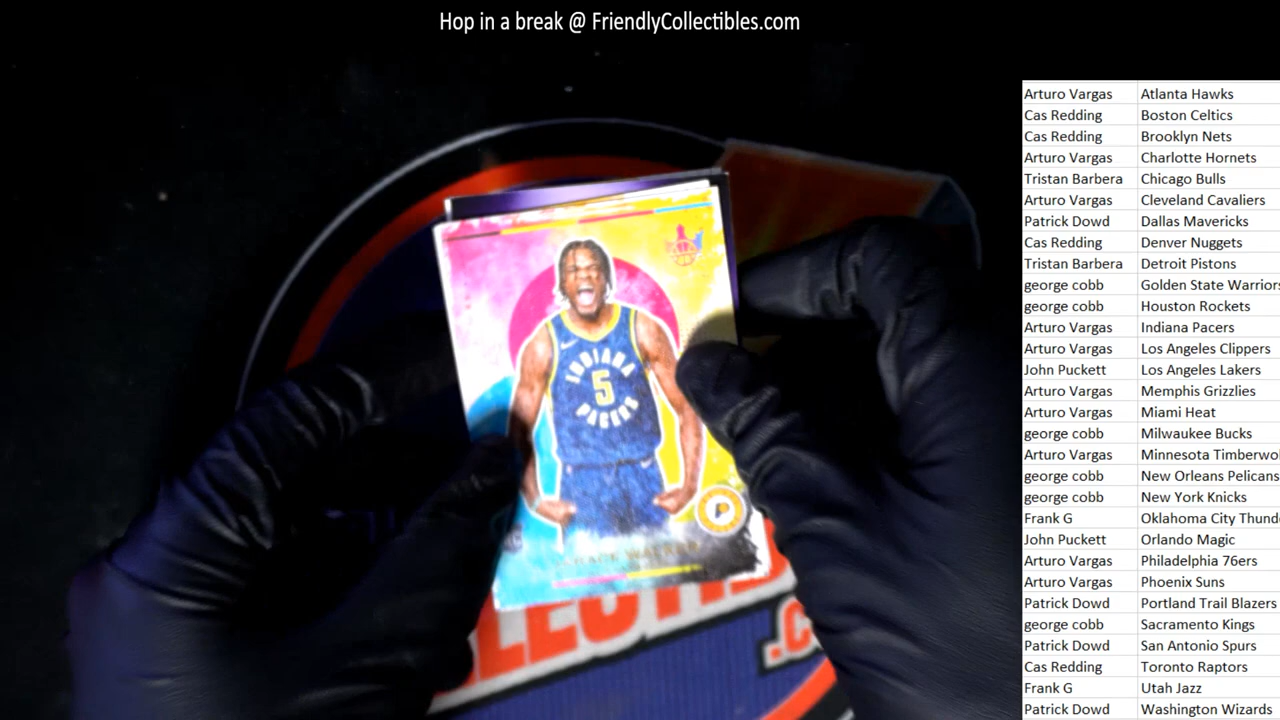 Hop in a break @ FriendlyCollectibles.com
Arturo Vargas Atlanta Hawks
Cas Redding Boston Celtics
Cas Redding Brooklyn Nets
Arturo Vargas Charlotte Hornets
Tristan Barbera Chicago Bulls
Arturo Vargas Cleveland Cavaliers
Patrick Dowd Dallas Mavericks
Cas Redding Denver Nuggets
Tristan Barbera Detroit Pistons
george cobb Golden State Warriors
george cobb Houston Rockets
Arturo Vargas Indiana Pacers
Arturo Vargas Los Angeles Clippers
John Puckett Los Angeles Lakers
Arturo Vargas Memphis Grizzlies
Arturo Vargas Miami Heat
george cobb Milwaukee Bucks
Arturo Vargas Minnesota Timberwol
george cobb New Orleans Pelicans
george cobb New York Knicks
Frank G Oklahoma City Thund
John Puckett Orlando Magic
Arturo Vargas Philadelphia 76ers
Arturo Vargas Phoenix Suns
Patrick Dowd Portland Trail Blazers
george cobb Sacramento Kings
Patrick Dowd San Antonio Spurs
Cas Redding Toronto Raptors
Frank G Utah Jazz
Patrick Dowd Washington Wizards
INDIANA
5
PACERS
WALKER
LECTI
.C